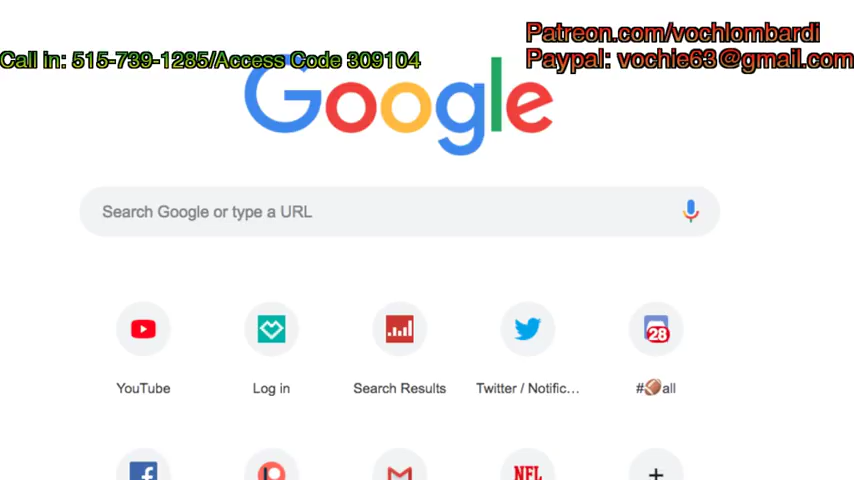 Patreon.com/vochlombardi
Call in: 515-739-1285/Access Code 309104
Paypal: vochie63@gmail.com
Google
Search Google or type a URL
28
YouTube
Log in
Search Results
Twitter / Notific...
#🏈all
NFL